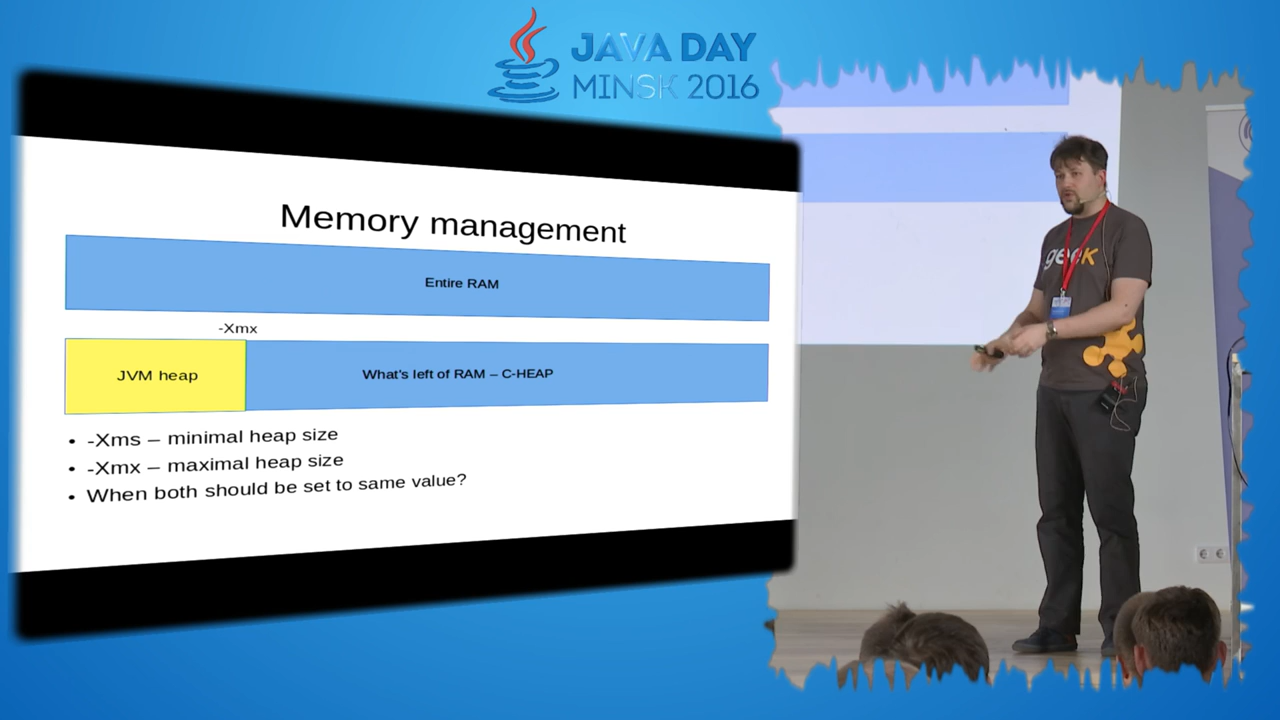 JAVA DAY
MINSK 2016
Memory management
Entire RAM
-Xmx
JVM heap
What's left of RAM – C-HEAP
• -Xms – minimal heap size
• -Xmx – maximal heap size
• When both should be set to same value?
geek